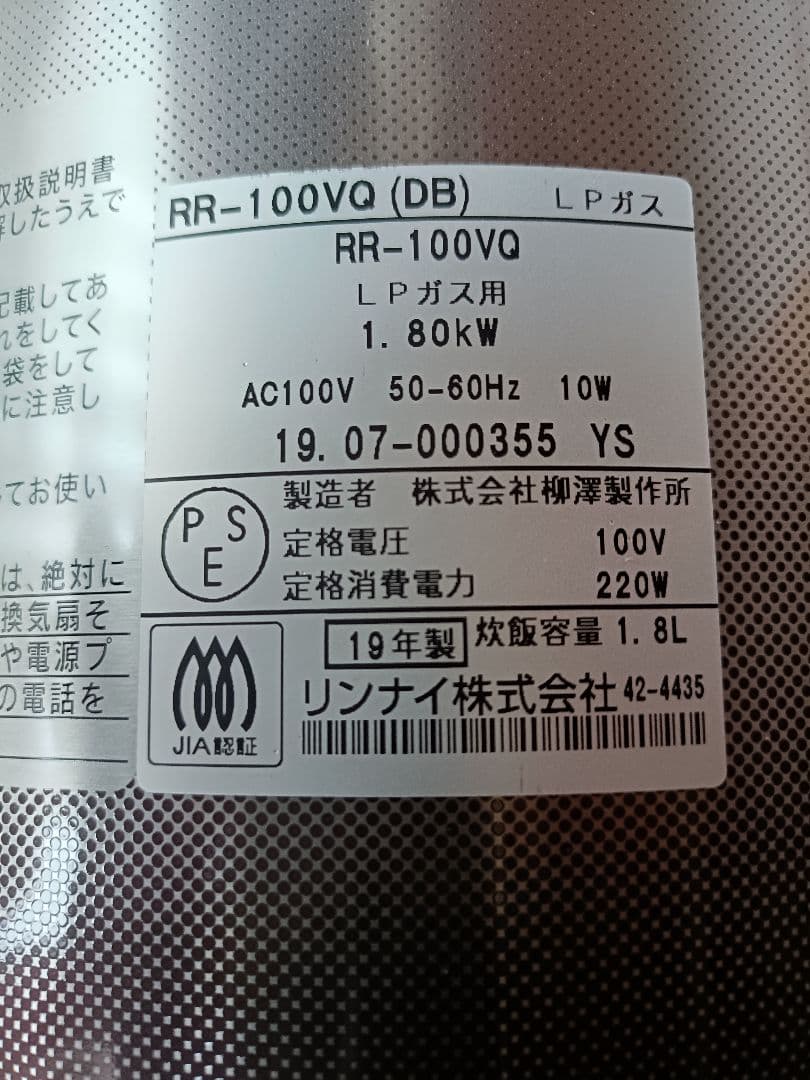 取扱説明書
解したうえで
記載してあ
れをしてく
袋をして
に注意し
てお使い
は、絶対に
換気扇そ
や電源プ
の電話を
RR-100VQ (DB) LPガス
RR-100VQ
LPガス用
1.80kW
AC100V 50-60Hz 10W
19.07-000355 YS
PSE
製造者 株式会社柳澤製作所
定格電圧 100V
定格消費電力 220W
JIA認証
19年製 炊飯容量 1.8L
リンナイ株式会社 42-4435